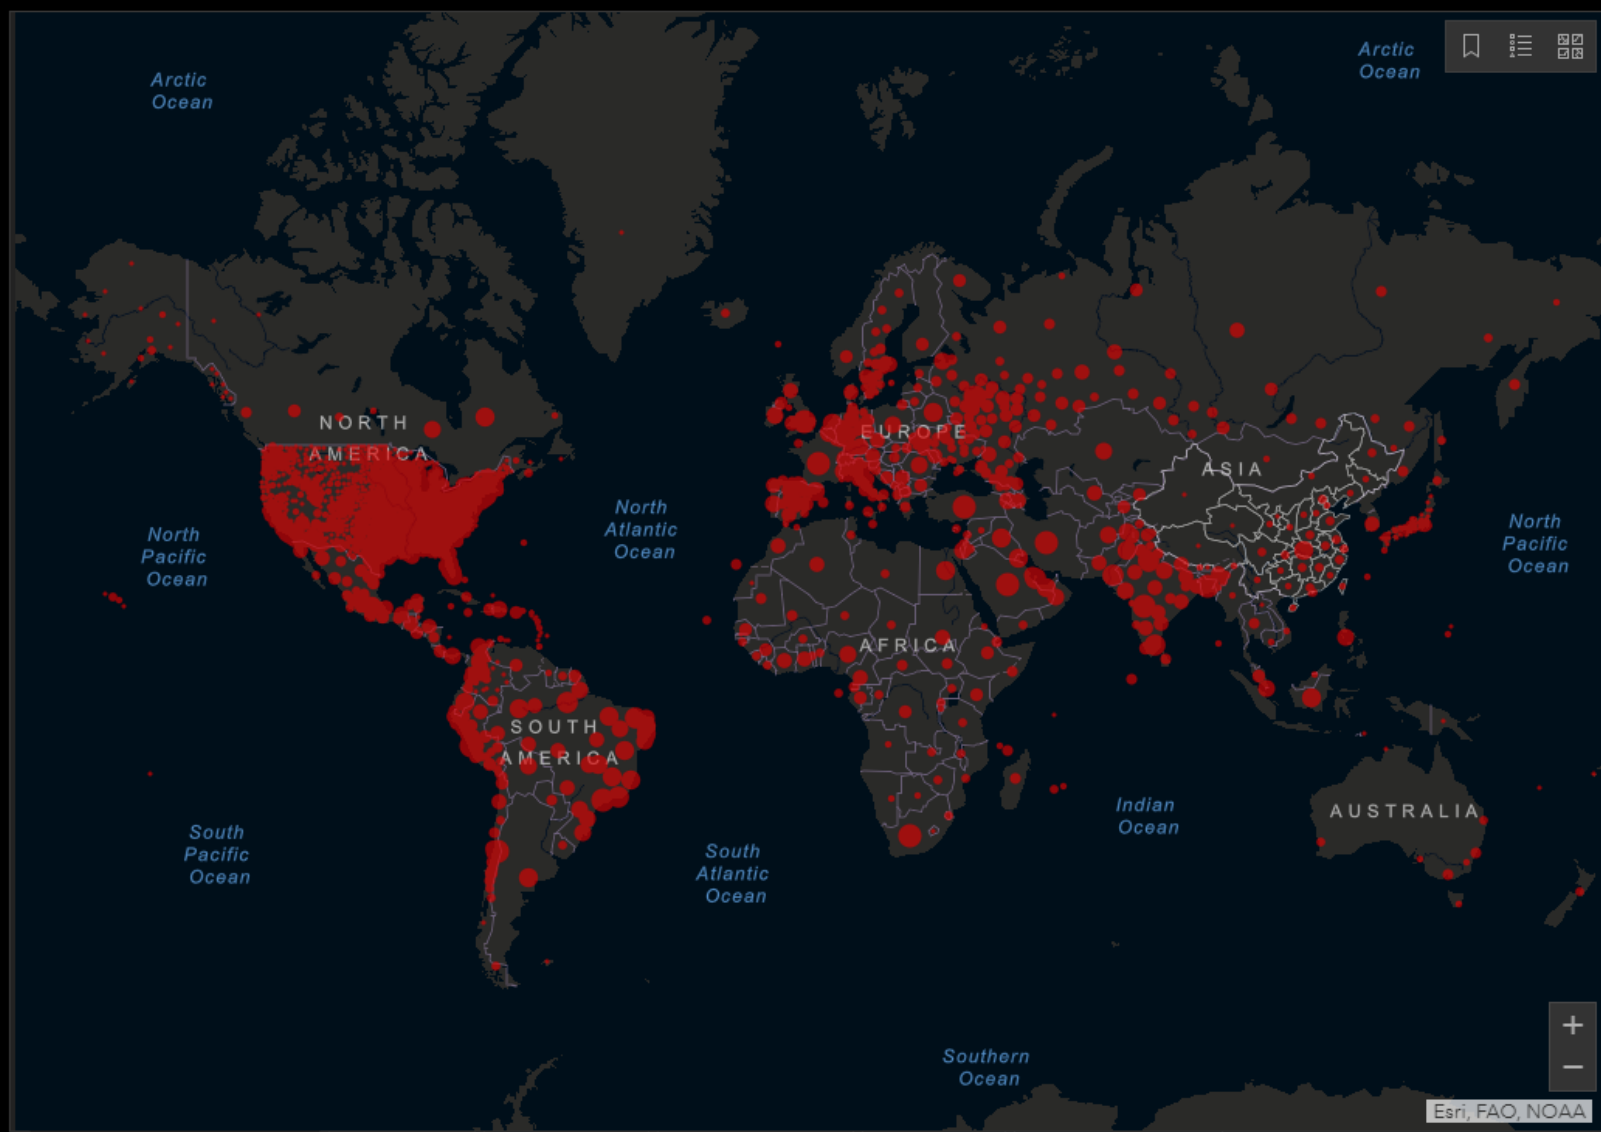 Arctic
Ocean
Arctic
Ocean
NORTH
AMERICA
EUROPE
ASIA
North
Atlantic
Ocean
North
Pacific
Ocean
North
Pacific
Ocean
AFRICA
SOUTH
AMERICA
Indian
Ocean
AUSTRALIA
South
Pacific
Ocean
South
Atlantic
Ocean
Southern
Ocean
+
−
Esri, FAO, NOAA